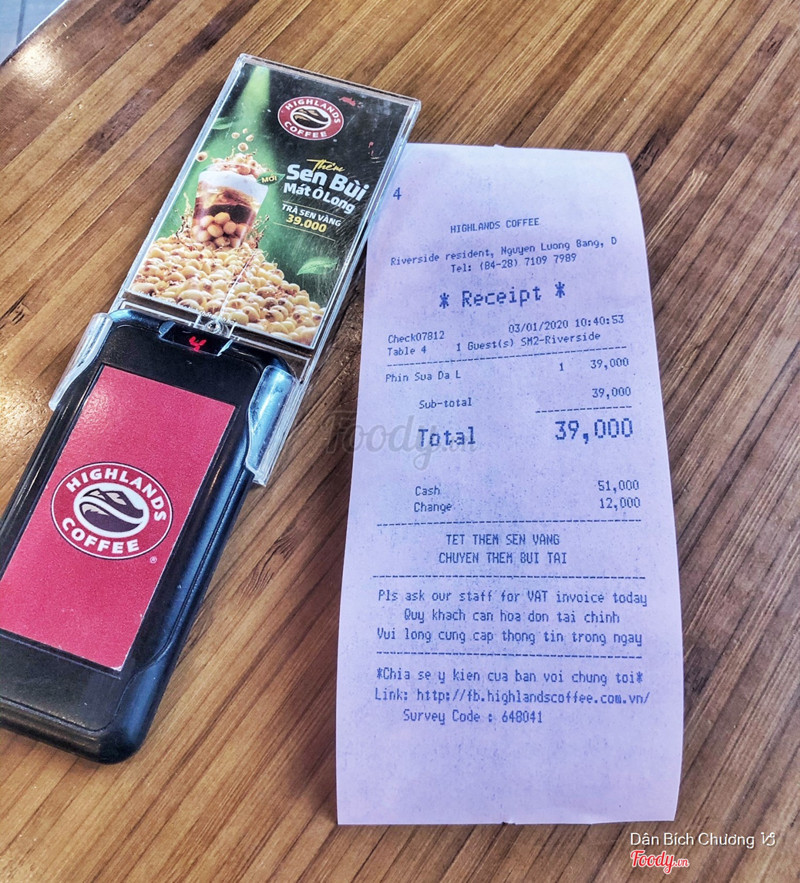 HIGHLANDS
COFFEE
Thêm
MỚI
Sen Bùi
Mát Ô Long
TRÀ SEN VÀNG
39.000
4
HIGHLANDS
COFFEE
®
4
HIGHLANDS COFFEE
Riverside resident, Nguyen Luong Bang, D
Tel: (84-28) 7109 7989
* Receipt *
Check07812 03/01/2020 10:40:53
Table 4 1 Guest(s) SM2-Riverside
Phin Sua Da L 1 39,000
Sub-total 39,000
Total 39,000
Cash 51,000
Change 12,000
TET THEM SEN VANG
CHUYEN THEM BUI TAI
Pls ask our staff for VAT invoice today
Quy khach can hoa don tai chinh
Vui long cung cap thong tin trong ngay
*Chia se y kien cua ban voi chung toi*
Link: http://fb.highlandscoffee.com.vn/
Survey Code : 648041
Foody.vn
Dân Bích Chương
Foody.vn